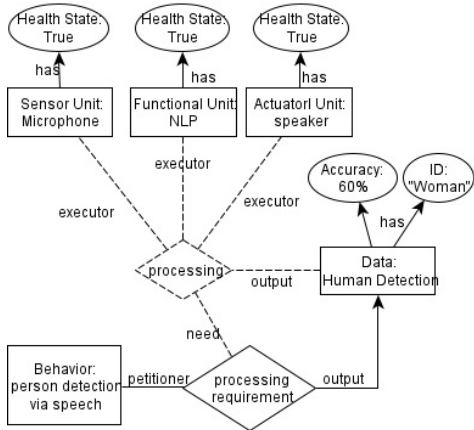 Health State:
True
Health State:
True
Health State:
True
has
has
has
Sensor Unit:
Microphone
Functional Unit:
NLP
Actuatorl Unit:
speaker
executor
executor
executor
Accuracy:
60%
ID:
"Woman"
has
processing
output
Data:
Human Detection
need
Behavior:
person detection
via speech
petitioner
processing
requirement
output